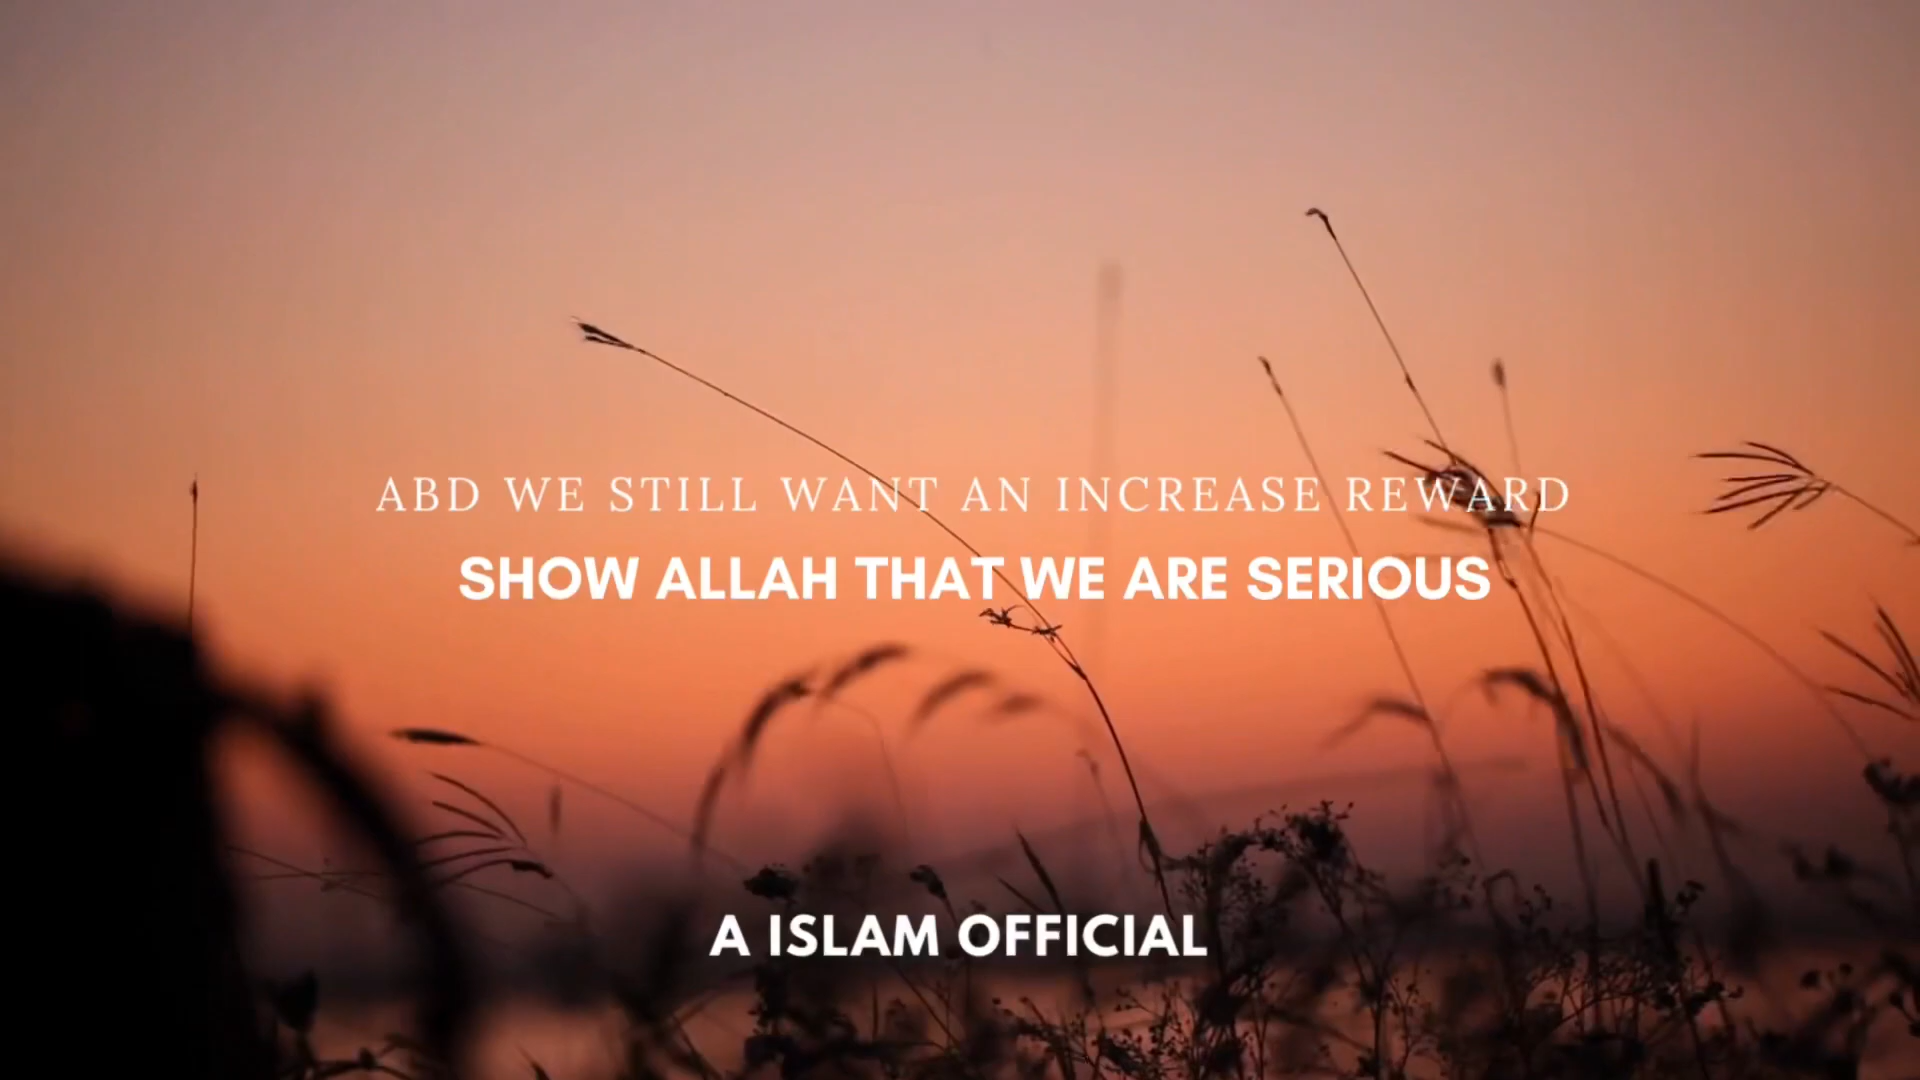 ABD WE STILL WANT AN INCREASE REWARD
SHOW ALLAH THAT WE ARE SERIOUS
A ISLAM OFFICIAL